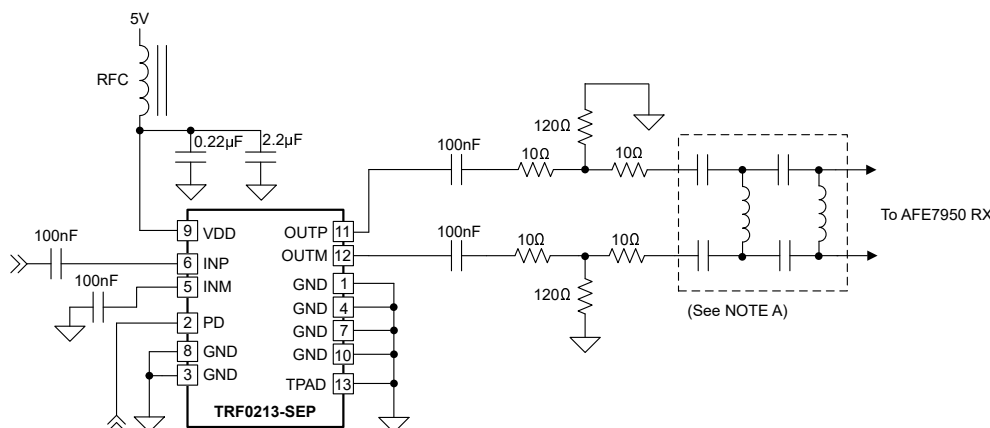 5V
RFC
0.22µF
2.2µF
100nF
10Ω
120Ω
10Ω
To AFE7950 RX
100nF
10Ω
10Ω
120Ω
(See NOTE A)
100nF
100nF
9 VDD
6 INP
5 INM
2 PD
8 GND
3 GND
OUTP 11
OUTM 12
GND 1
GND 4
GND 7
GND 10
TPAD 13
TRF0213-SEP